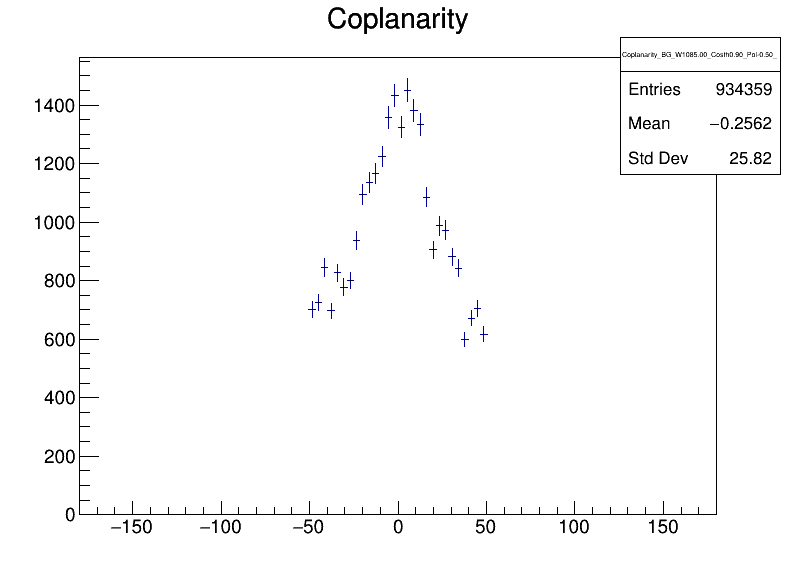 Coplanarity
Coplanarity_BG_W1085.00_Costh0.90_Pol-0.50_
Entries 934359
Mean −0.2562
Std Dev 25.82
1400
1200
1000
800
600
400
200
0
−150 −100 −50 0 50 100 150